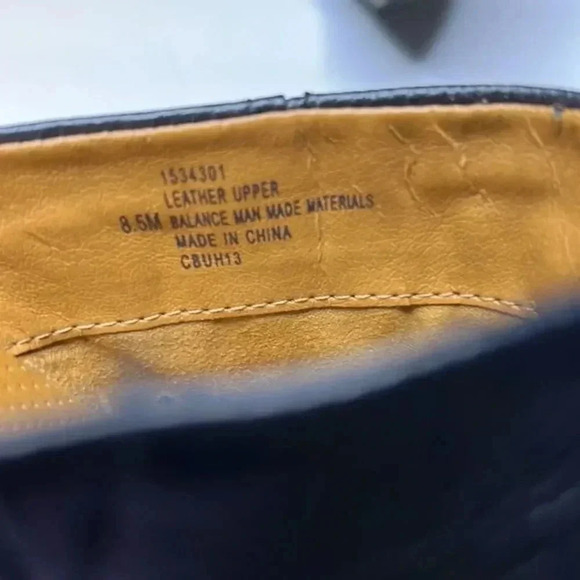 1534301
LEATHER UPPER
8.5M BALANCE MAN MADE MATERIALS
MADE IN CHINA
CBUH13